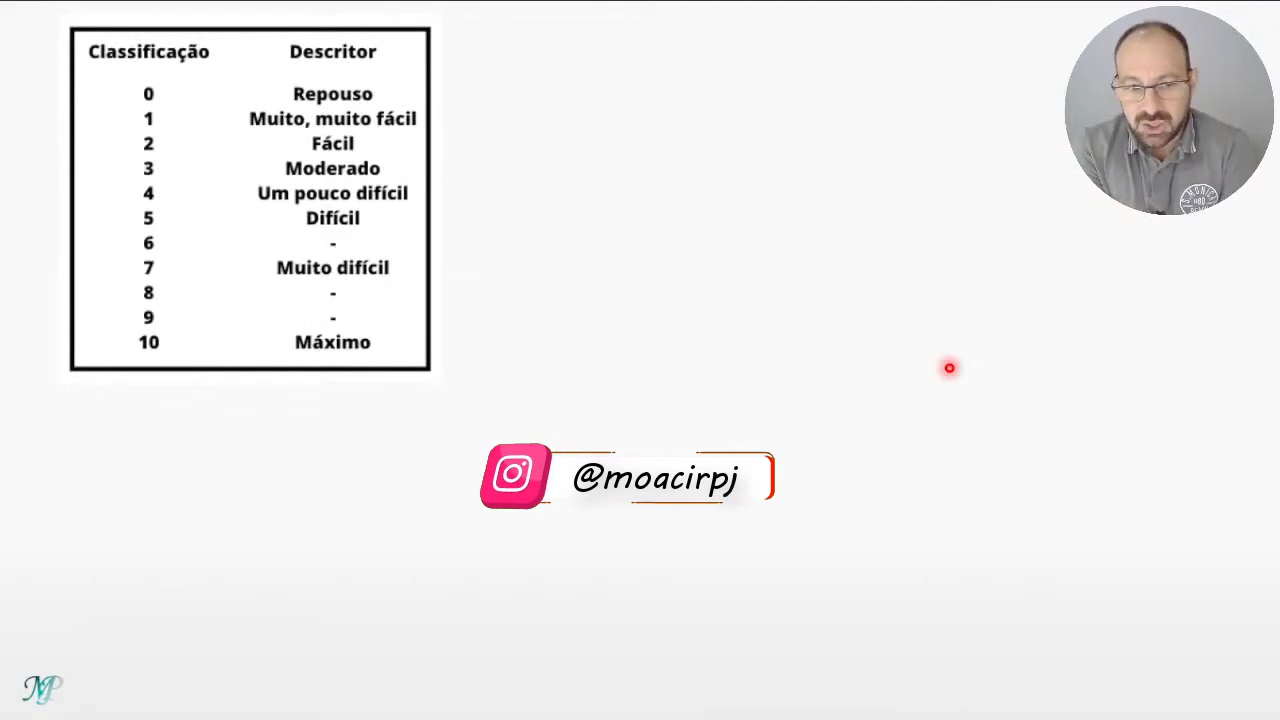 Classificação Descritor
0 Repouso
1 Muito, muito fácil
2 Fácil
3 Moderado
4 Um pouco difícil
5 Difícil
6 -
7 Muito difícil
8 -
9 -
10 Máximo
@moacirpj
MP